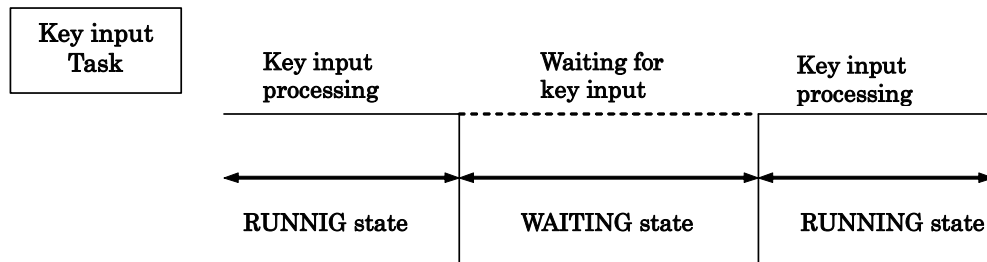 Key input
Task
Key input
processing
Waiting for
key input
Key input
processing
RUNNIG state
WAITING state
RUNNING state